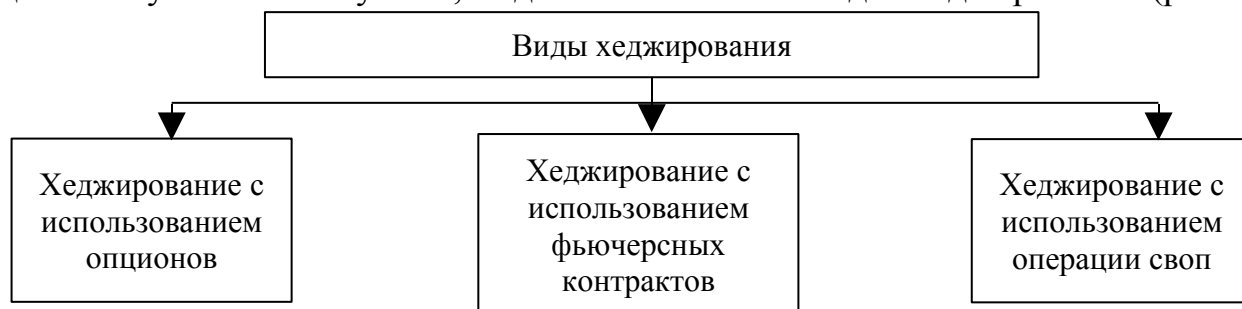 Виды хеджирования
Хеджирование с
использованием
опционов
Хеджирование с
использованием
фьючерсных
контрактов
Хеджирование с
использованием
операции своп